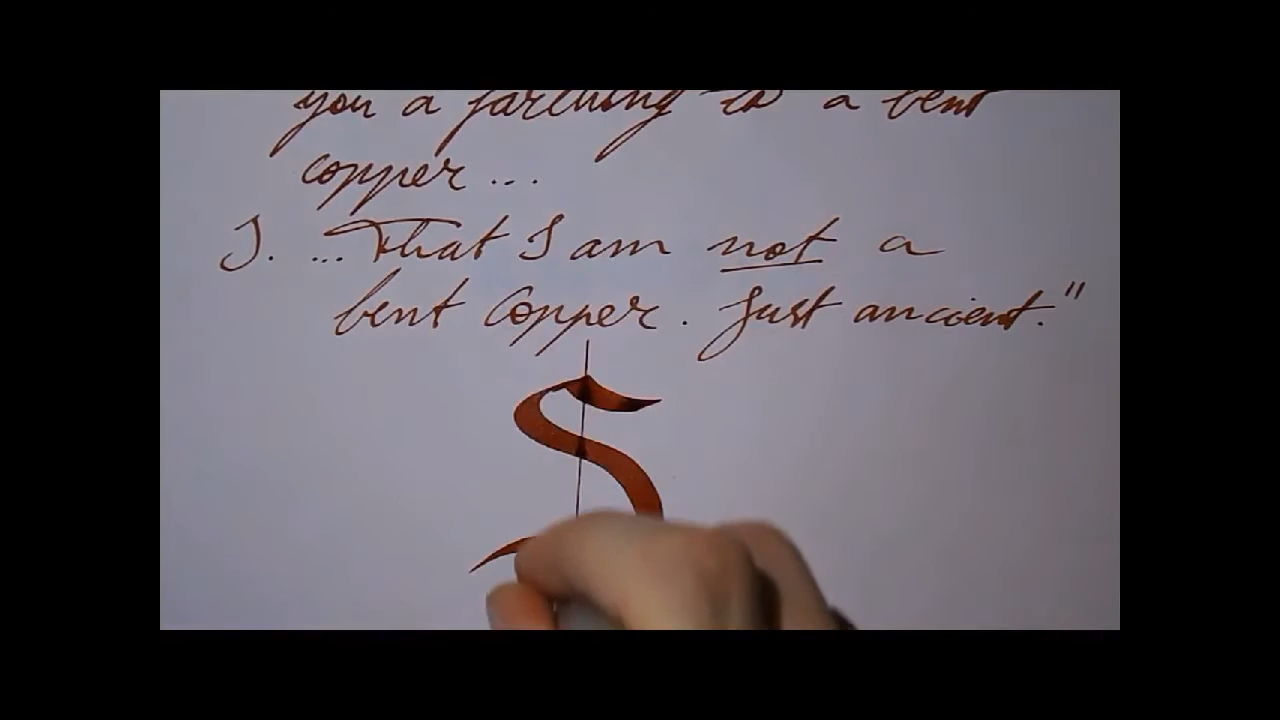 you a farthing to a bent
copper...
J. ...That I am not a
bent Copper. Just ancient."
S